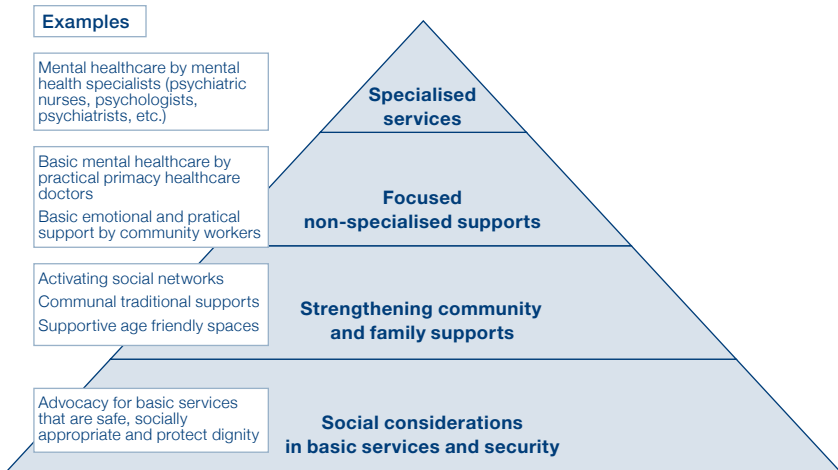 Examples
Mental healthcare by mental
health specialists (psychiatric
nurses, psychologists,
psychiatrists, etc.)
Specialised
services
Basic mental healthcare by
practical primacy healthcare
doctors
Basic emotional and pratical
support by community workers
Focused
non-specialised supports
Activating social networks
Communal traditional supports
Supportive age friendly spaces
Strengthening community
and family supports
Advocacy for basic services
that are safe, socially
appropriate and protect dignity
Social considerations
in basic services and security